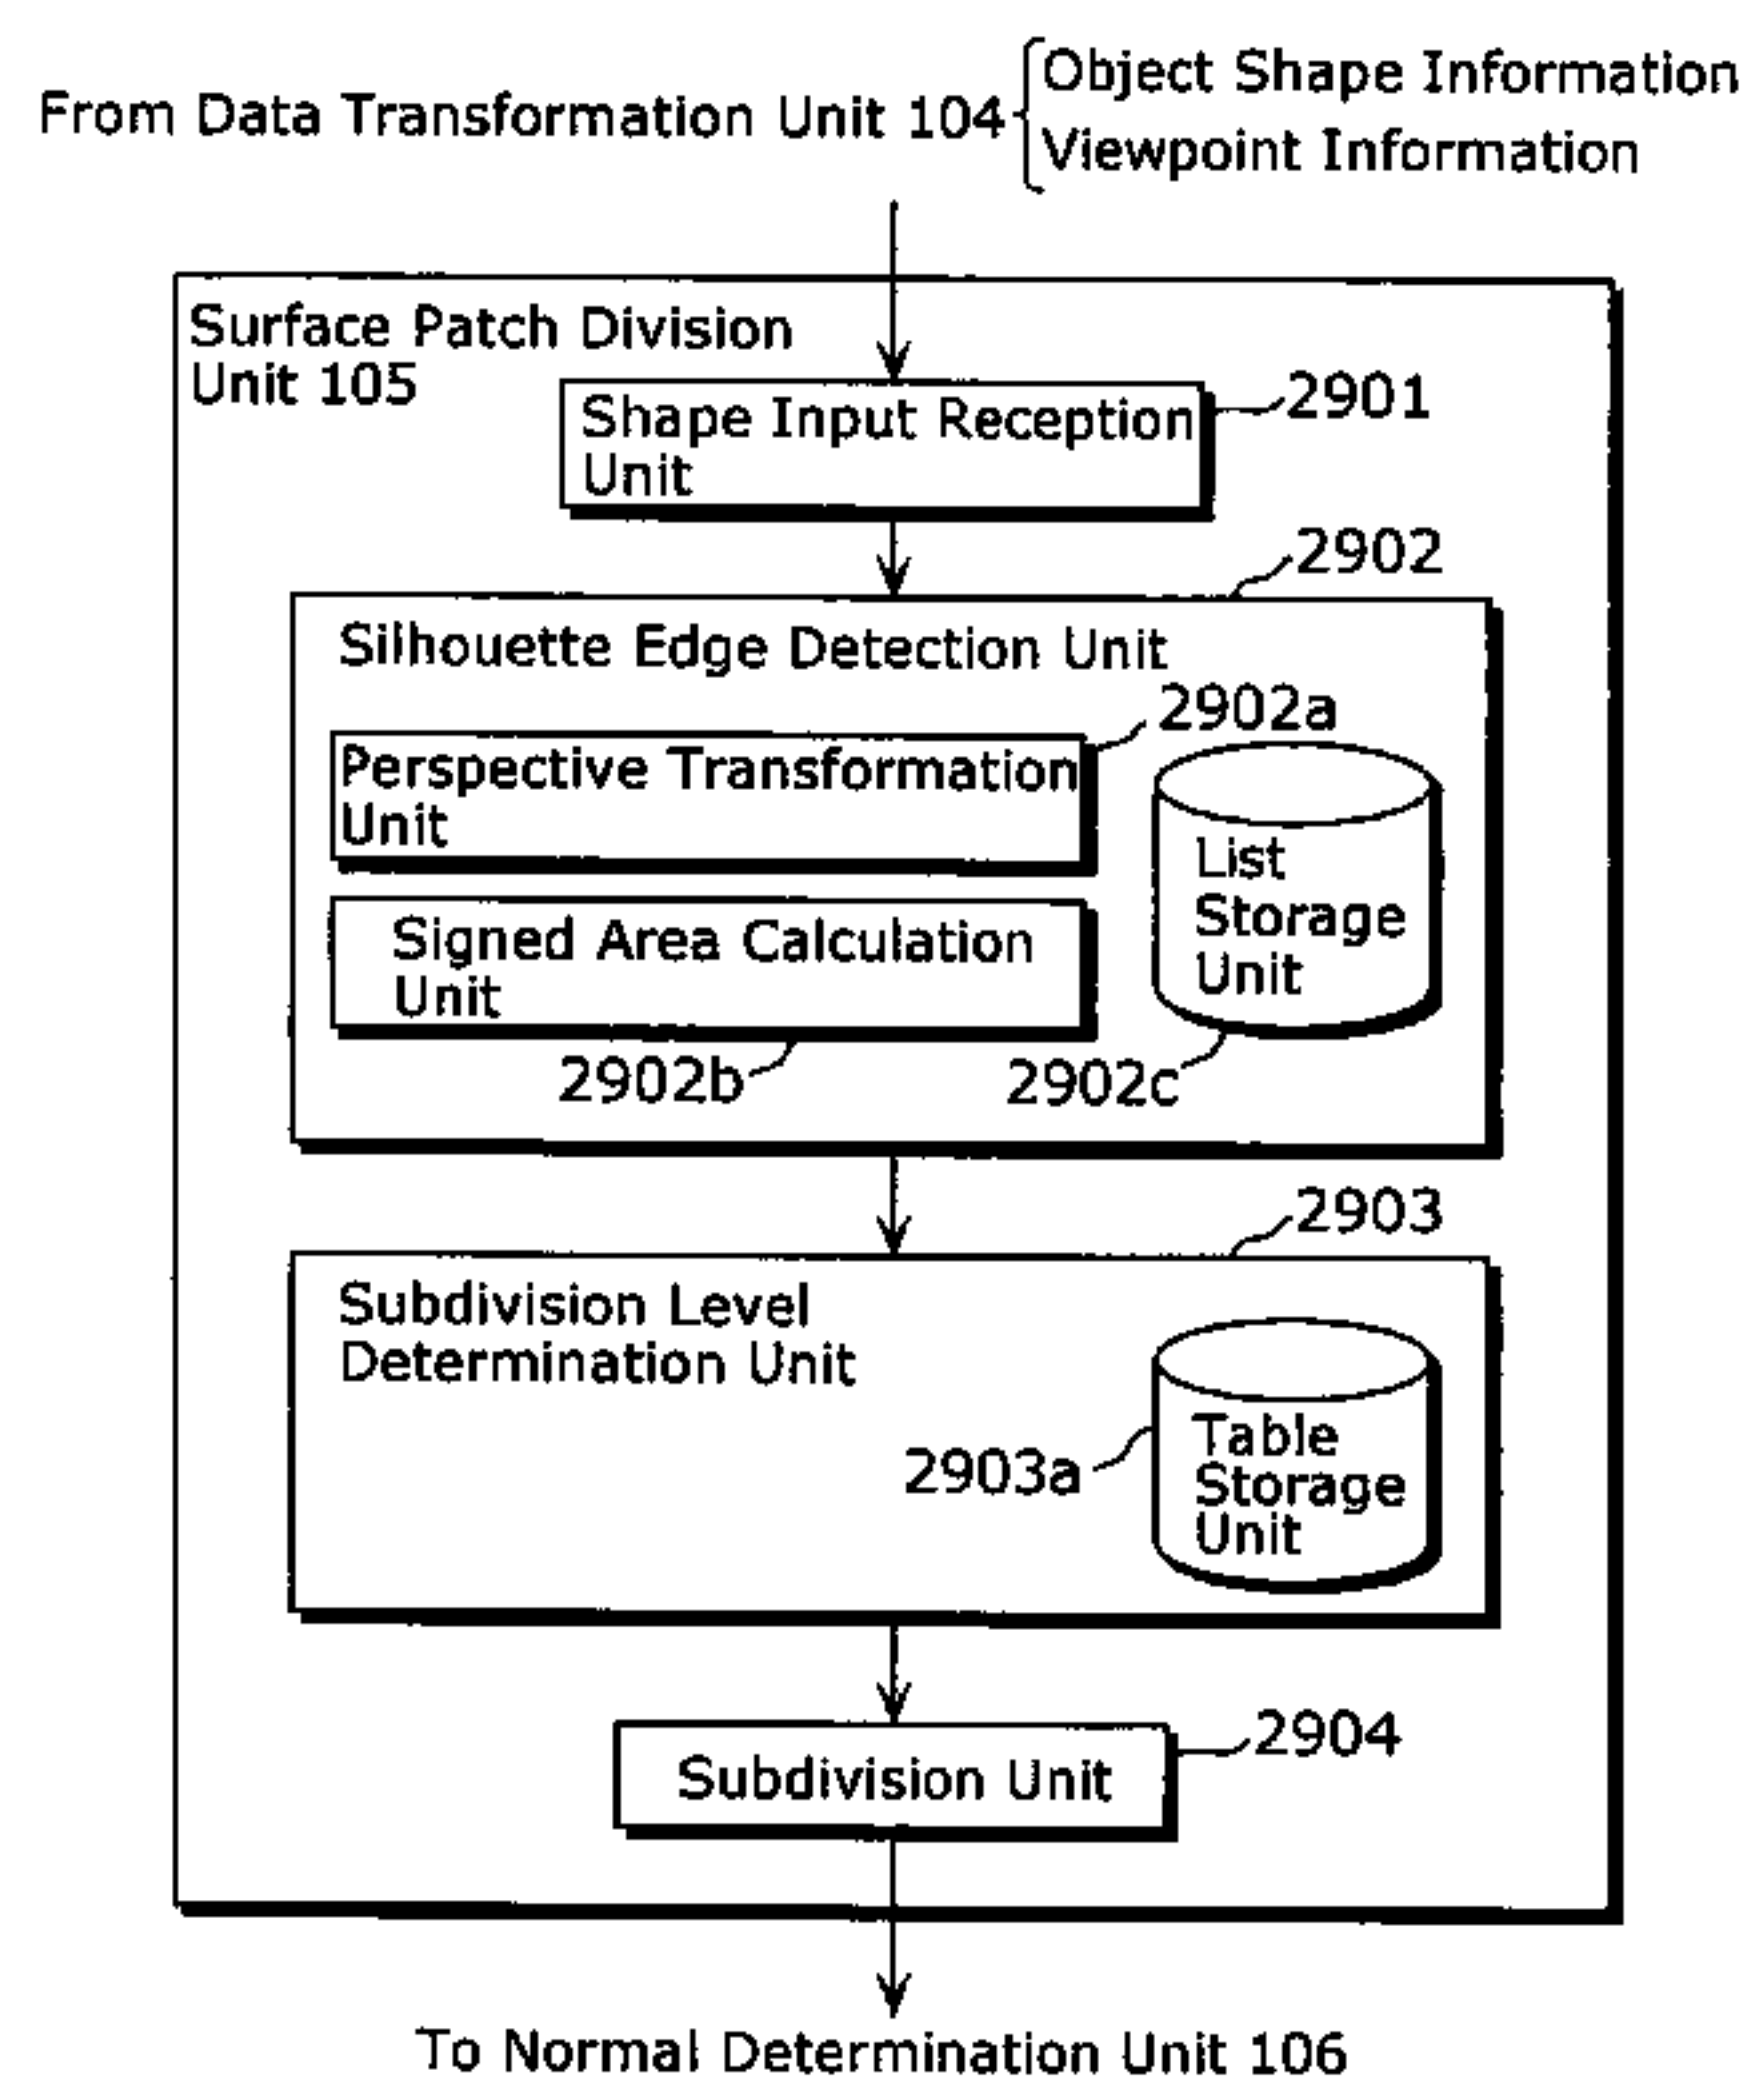 Object Shape Information
From Data Transformation Unit 104
Viewpoint Information
Surface Patch Division
Unit 105
Shape Input Reception
Unit
2901
2902
Silhouette Edge Detection Unit
2902a
Perspective Transformation
Unit
List
Storage
Unit
Signed Area Calculation
Unit
2902b
2902c
2903
Subdivision Level
Determination Unit
2903a
Table
Storage
Unit
2904
Subdivision Unit
To Normal Determination Unit 106